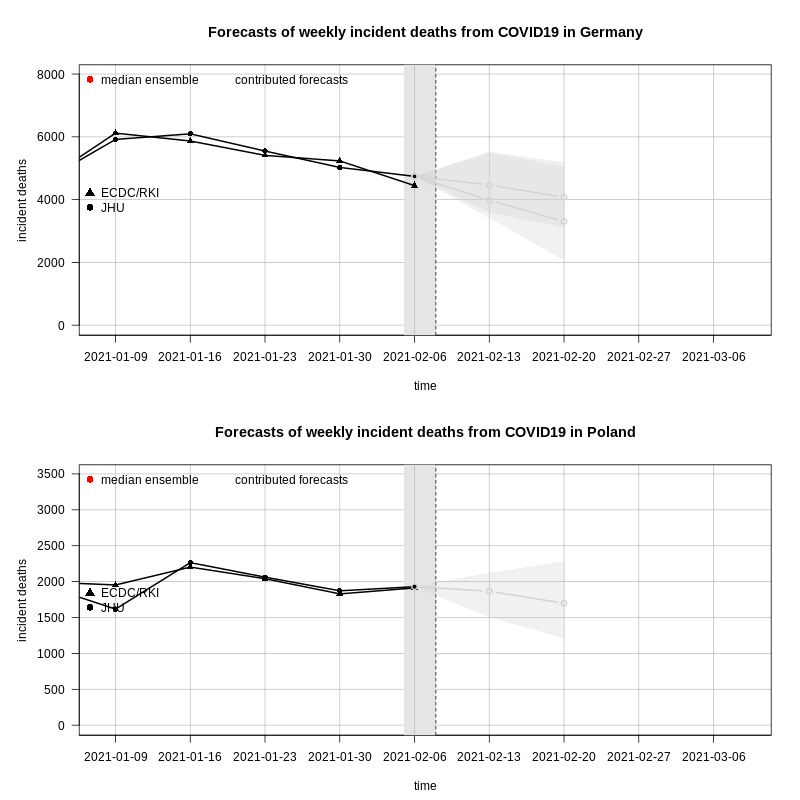 Forecasts of weekly incident deaths from COVID19 in Germany
8000
median ensemble contributed forecasts
6000
incident deaths
ECDC/RKI
4000
JHU
2000
0
2021-01-09 2021-01-16 2021-01-23 2021-01-30 2021-02-06 2021-02-13 2021-02-20 2021-02-27 2021-03-06
time
Forecasts of weekly incident deaths from COVID19 in Poland
3500
median ensemble contributed forecasts
3000
2500
incident deaths
2000
ECDC/RKI
JHU
1500
1000
500
0
2021-01-09 2021-01-16 2021-01-23 2021-01-30 2021-02-06 2021-02-13 2021-02-20 2021-02-27 2021-03-06
time